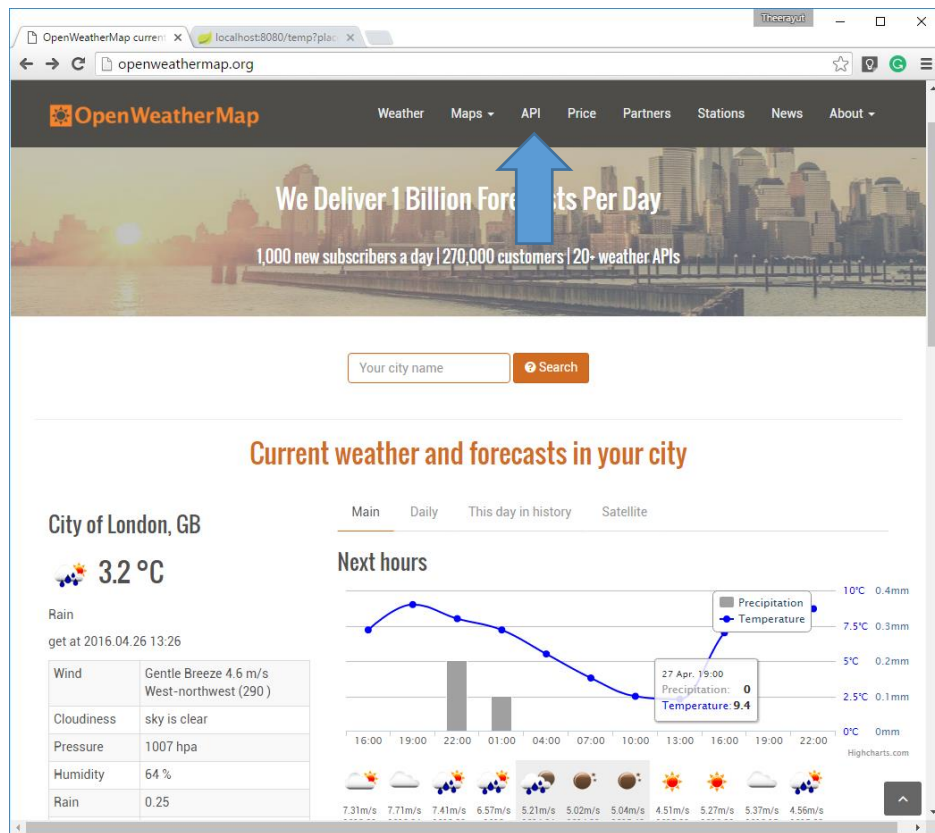 Theerayut
OpenWeatherMap curren
localhost:8080/temp?plac
openweathermap.org
OpenWeatherMap
Weather Maps API Price Partners Stations News About
We Deliver 1 Billion Per Day
1,000 new subscribers a day | 270,000 customers | 20+ weather APIs
Your city name
Search
Current weather and forecasts in your city
City of London, GB
3.2 °C
Rain
get at 2016.04.26 13:26
Wind Gentle Breeze 4.6 m/s
West-northwest (290 )
Cloudiness sky is clear
Pressure 1007 hpa
Humidity 64 %
Rain 0.25
Main Daily This day in history Satellite
Next hours
Precipitation
Temperature
10°C 0.4mm
7.5°C 0.3mm
5°C 0.2mm
2.5°C 0.1mm
0°C 0mm
27 Apr. 19:00
Precipitation: 0
Temperature: 9.4
16:00 19:00 22:00 01:00 04:00 07:00 10:00 13:00 16:00 19:00 22:00
Highcharts.com
7.31m/s 7.71m/s 7.41m/s 6.57m/s 5.21m/s 5.02m/s 5.04m/s 4.51m/s 5.27m/s 5.37m/s 4.56m/s